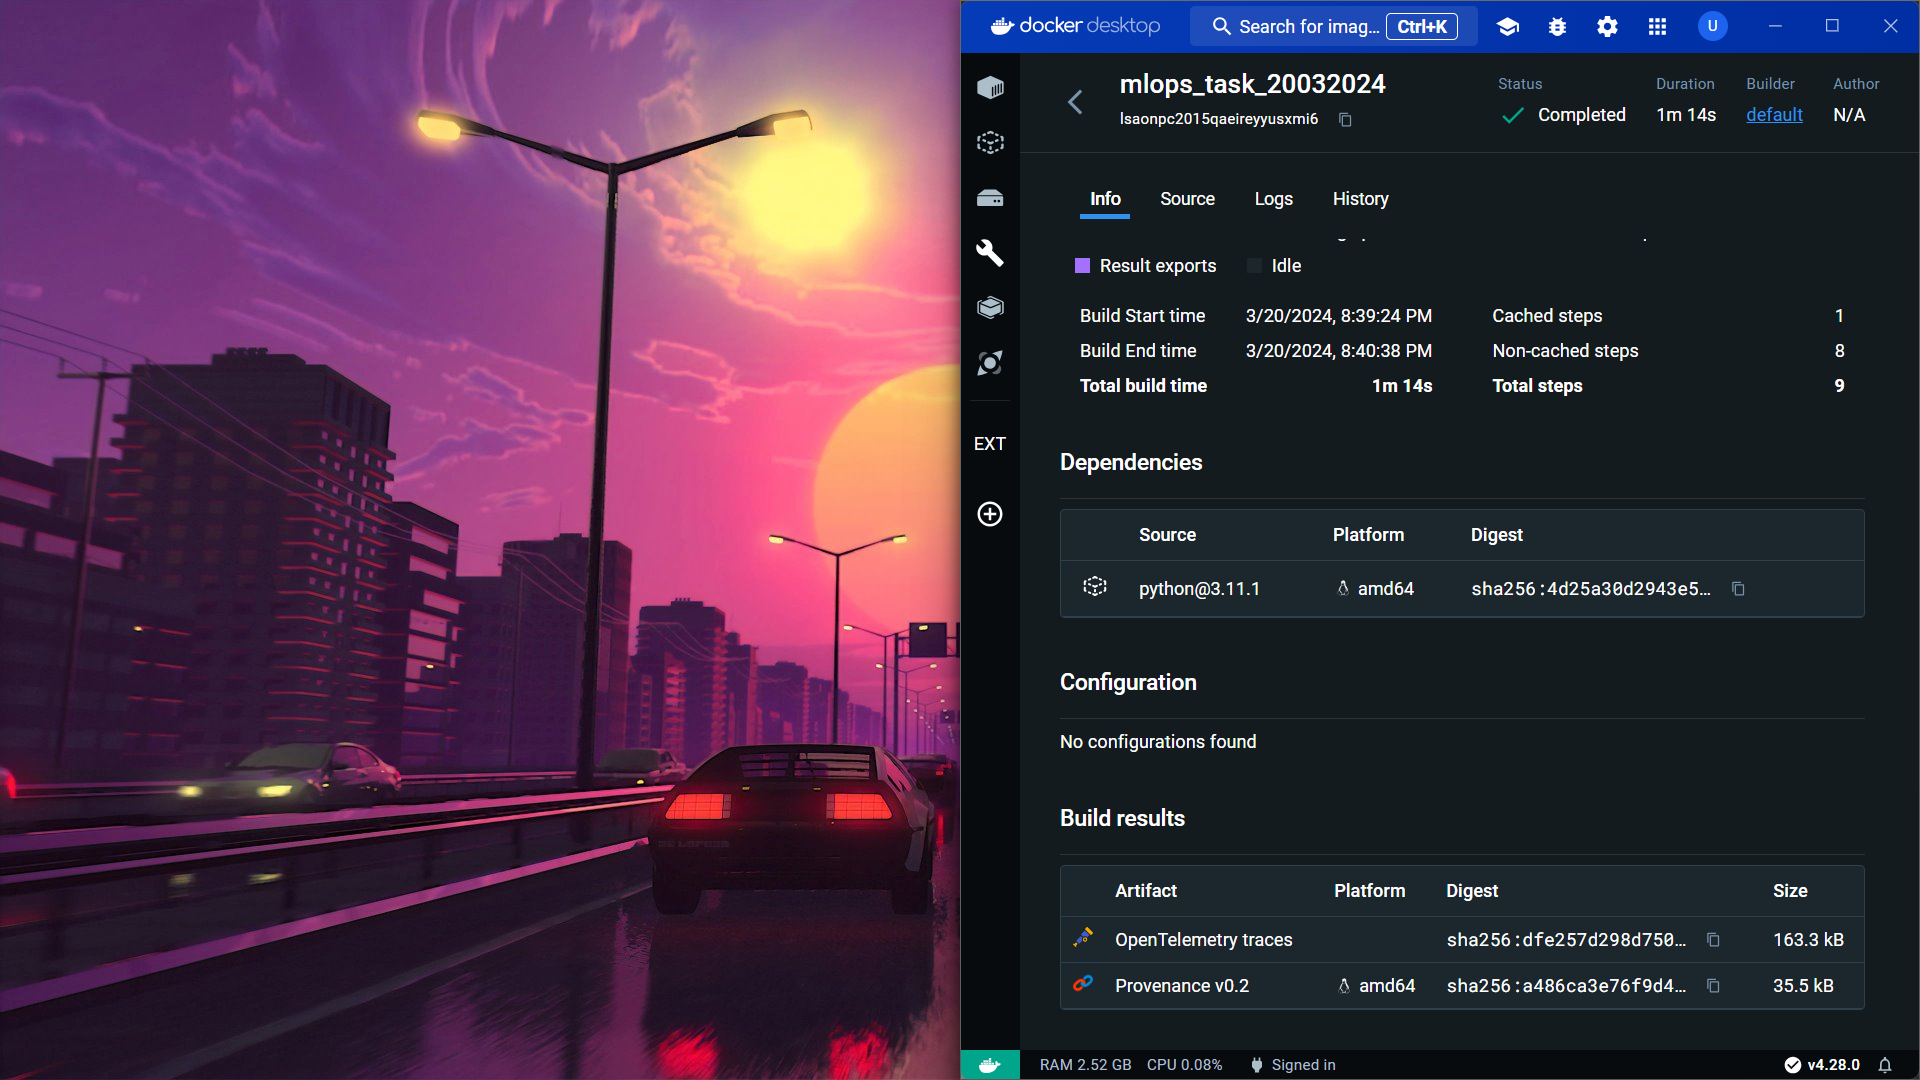 docker desktop
Search for imag... Ctrl+K
U
mlops_task_20032024
lsaonpc2015qaeireyyusxmi6
Status
Completed
Duration
1m 14s
Builder
default
Author
N/A
Info Source Logs History
Result exports Idle
Build Start time 3/20/2024, 8:39:24 PM Cached steps 1
Build End time 3/20/2024, 8:40:38 PM Non-cached steps 8
Total build time 1m 14s Total steps 9
EXT
Dependencies
Source Platform Digest
python@3.11.1 amd64 sha256:4d25a30d2943e5...
Configuration
No configurations found
Build results
Artifact Platform Digest Size
OpenTelemetry traces sha256:dfe257d298d750... 163.3 kB
Provenance v0.2 amd64 sha256:a486ca3e76f9d4... 35.5 kB
RAM 2.52 GB CPU 0.08% Signed in v4.28.0